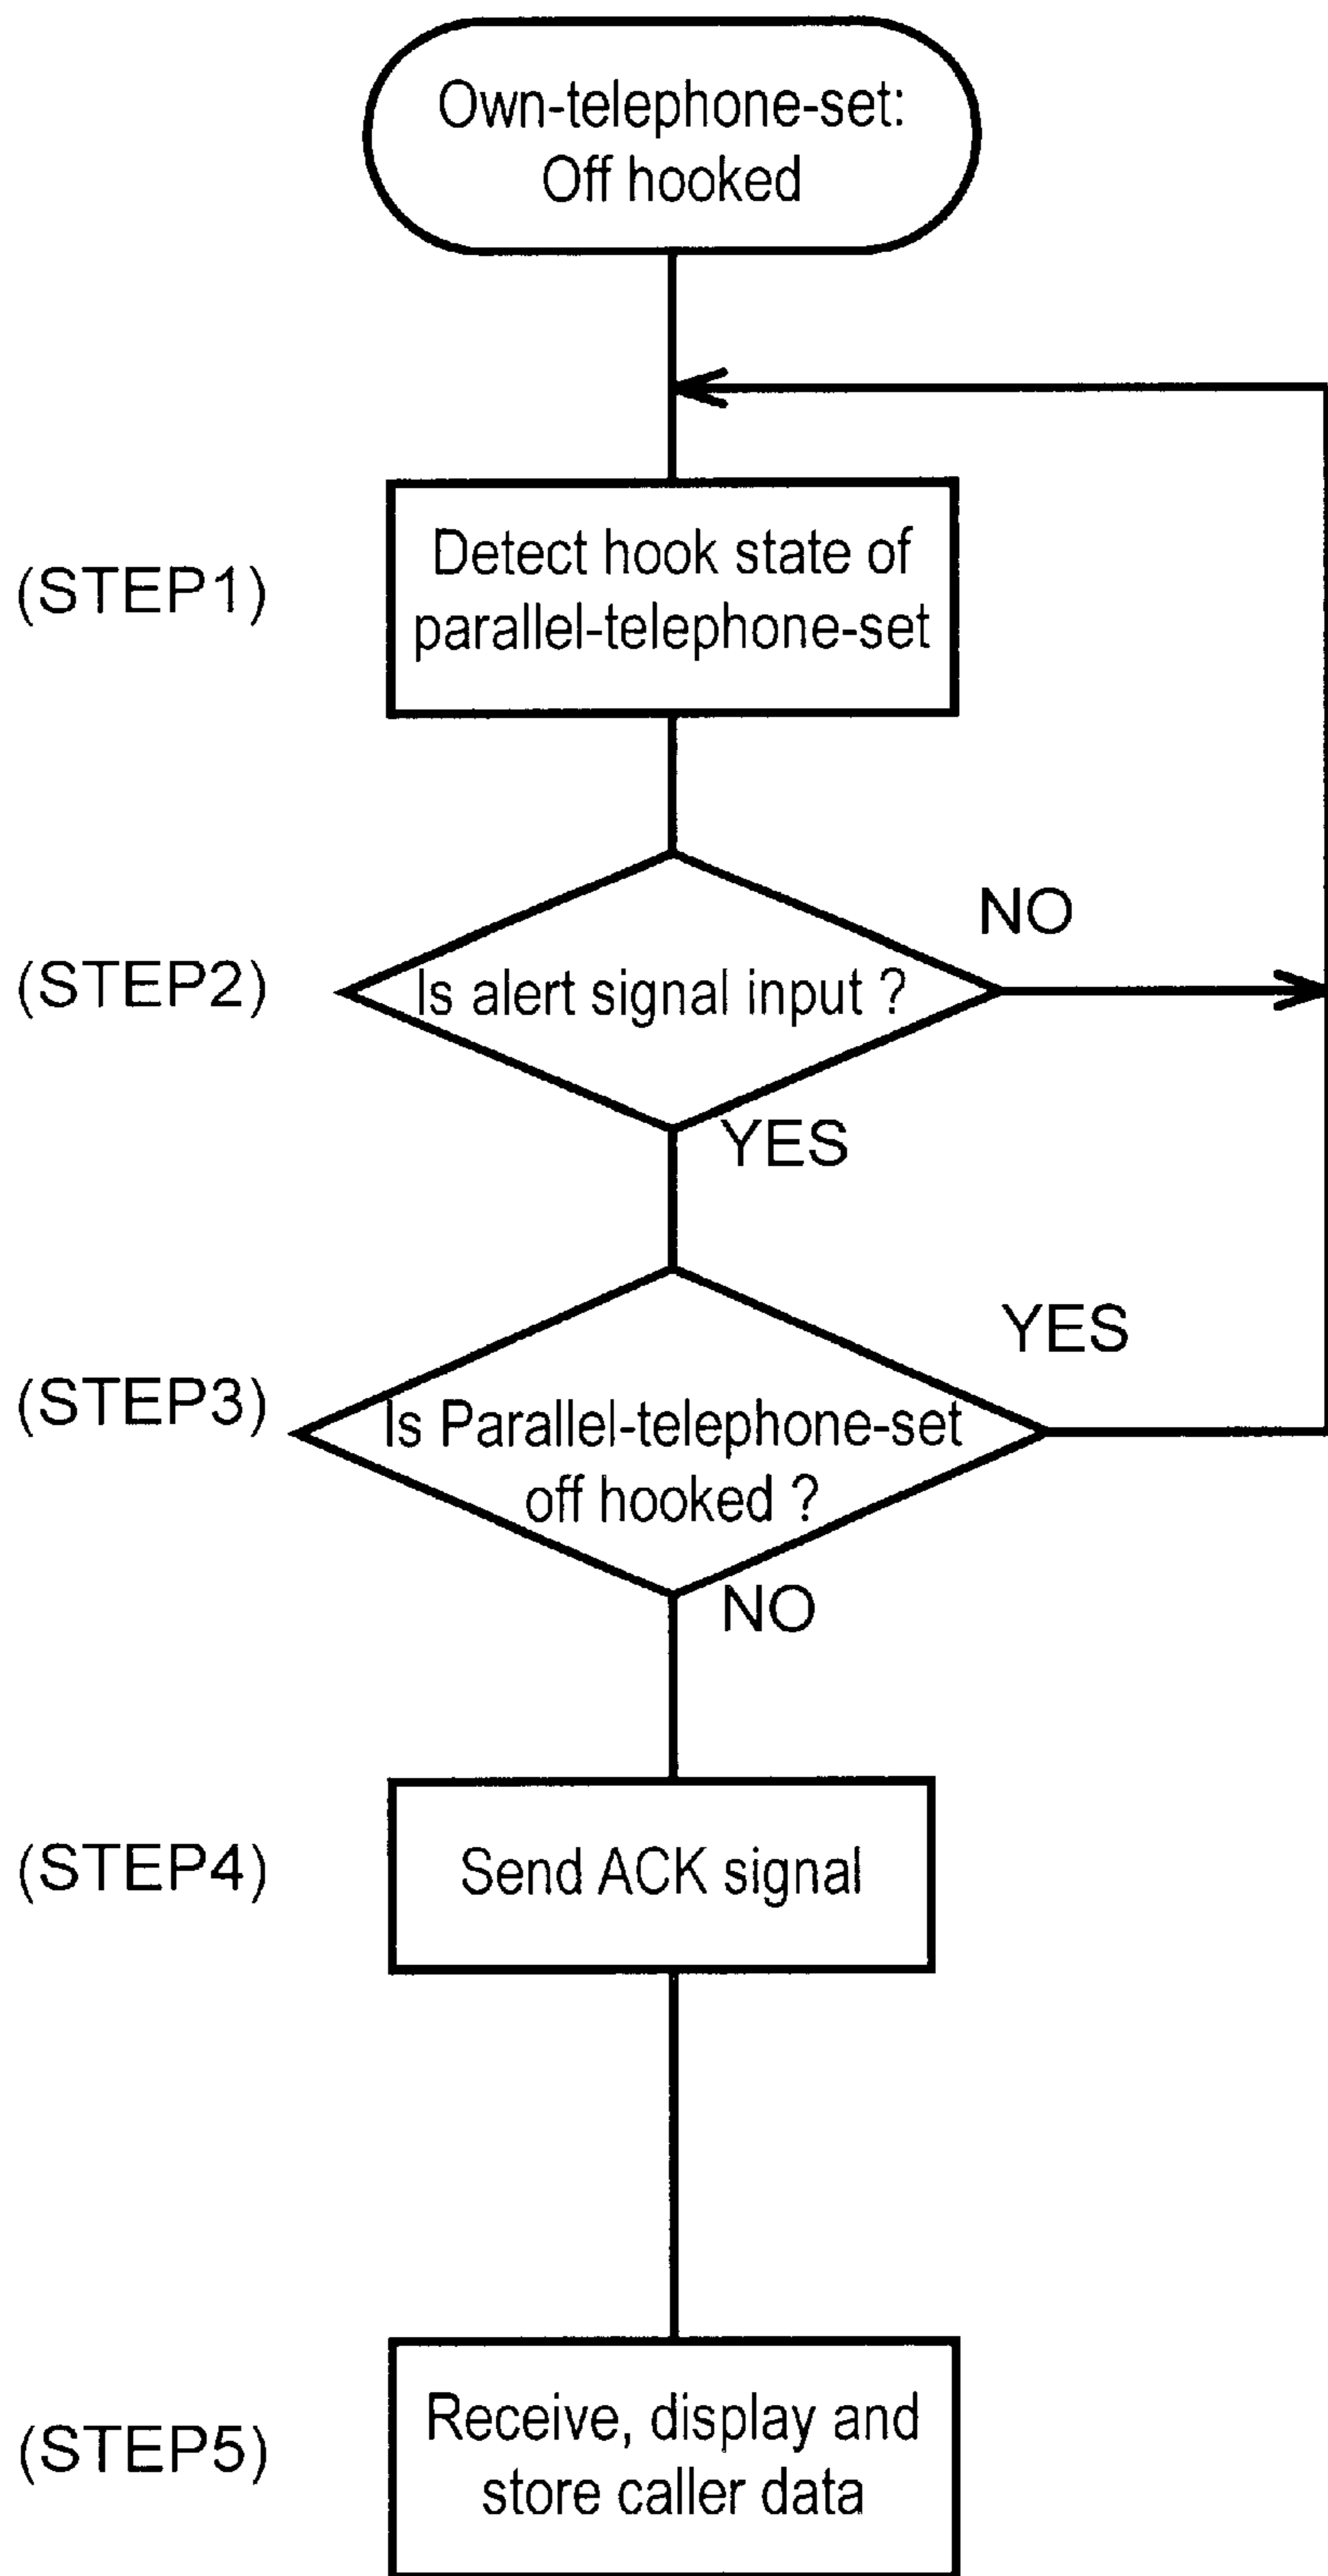 Own-telephone-set:
Off hooked
(STEP1)
Detect hook state of
parallel-telephone-set
(STEP2)
Is alert signal input ?
NO
YES
(STEP3)
Is Parallel-telephone-set
off hooked ?
YES
NO
(STEP4)
Send ACK signal
(STEP5)
Receive, display and
store caller data